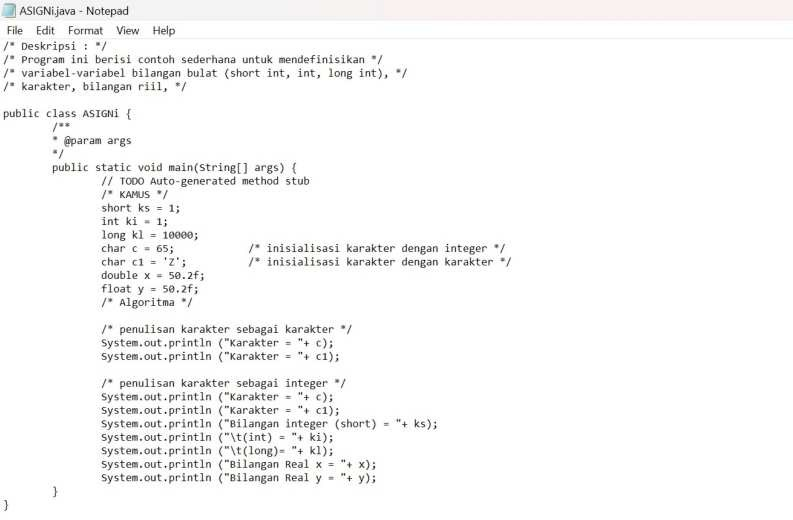 ASIGNi.java - Notepad
File Edit Format View Help
/* Deskripsi : */
/* Program ini berisi contoh sederhana untuk mendefinisikan */
/* variabel-variabel bilangan bulat (short int, int, long int), */
/* karakter, bilangan riil, */

public class ASIGNi {
        /**
        * @param args
        */
        public static void main(String[] args) {
                // TODO Auto-generated method stub
                /* KAMUS */
                short ks = 1;
                int ki = 1;
                long kl = 10000;
                char c = 65;            /* inisialisasi karakter dengan integer */
                char c1 = 'Z';          /* inisialisasi karakter dengan karakter */
                double x = 50.2f;
                float y = 50.2f;
                /* Algoritma */

                /* penulisan karakter sebagai karakter */
                System.out.println ("Karakter = "+ c);
                System.out.println ("Karakter = "+ c1);

                /* penulisan karakter sebagai integer */
                System.out.println ("Karakter = "+ c);
                System.out.println ("Karakter = "+ c1);
                System.out.println ("Bilangan integer (short) = "+ ks);
                System.out.println ("\t(int) = "+ ki);
                System.out.println ("\t(long)= "+ kl);
                System.out.println ("Bilangan Real x = "+ x);
                System.out.println ("Bilangan Real y = "+ y);
        }
}